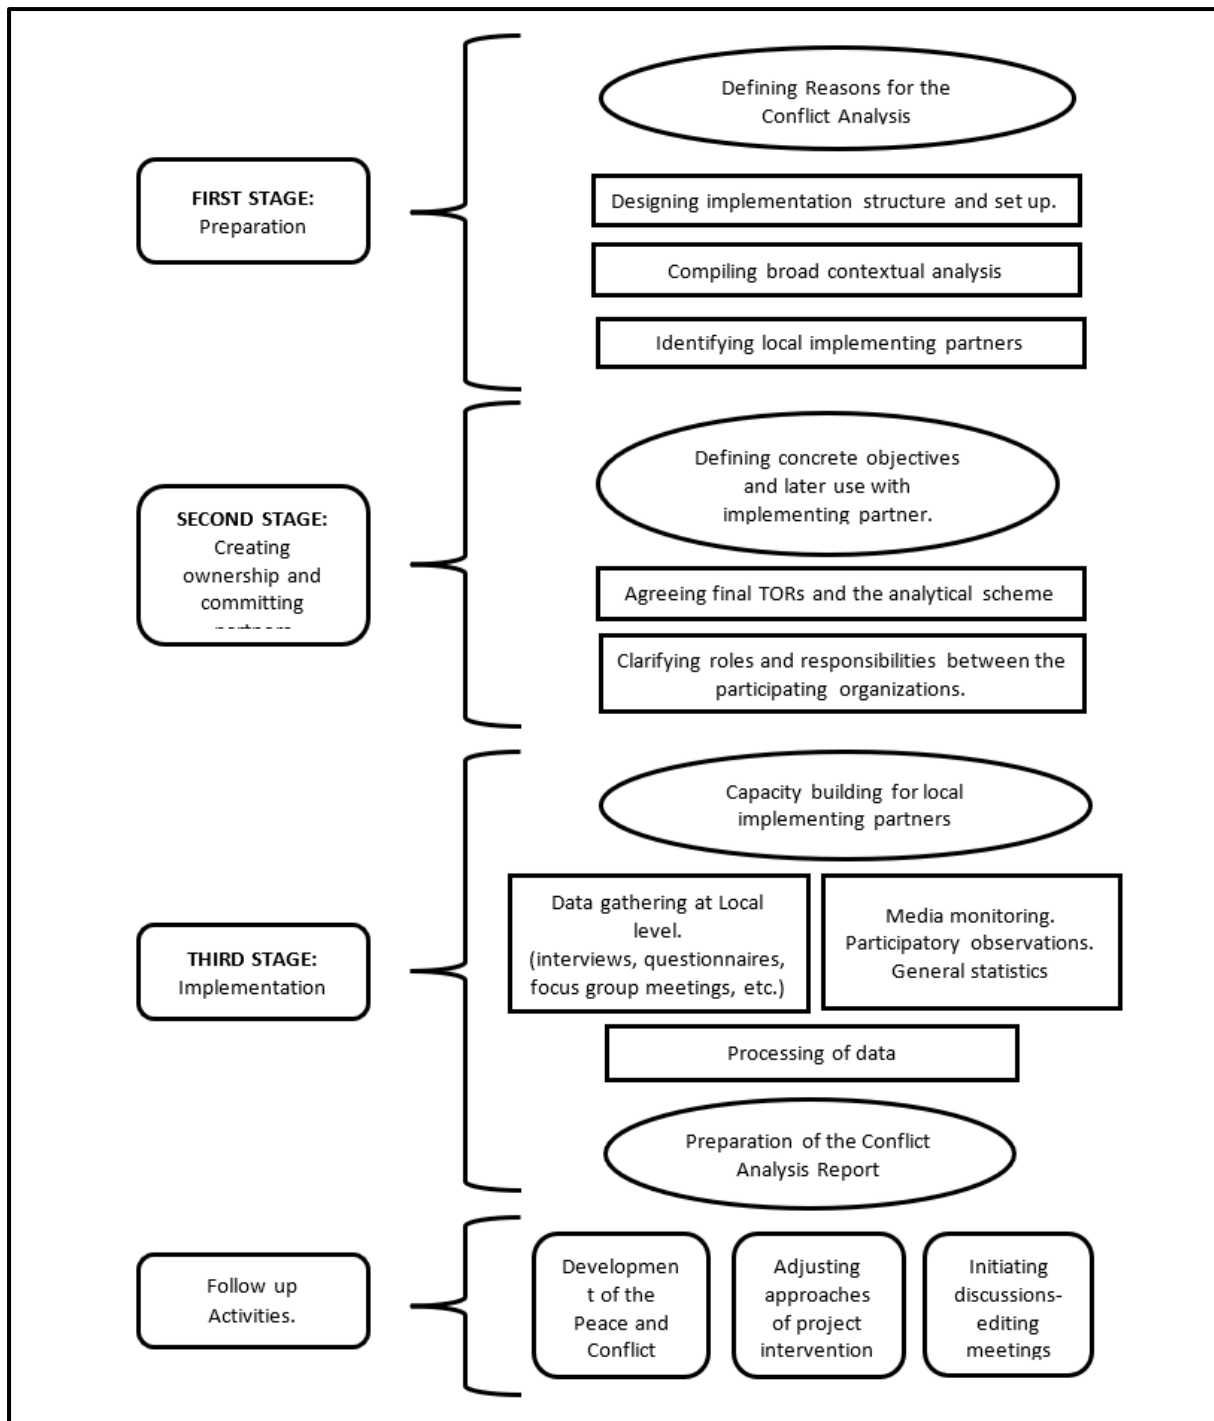 FIRST STAGE:
Preparation
Defining Reasons for the
Conflict Analysis
Designing implementation structure and set up.
Compiling broad contextual analysis
Identifying local implementing partners
SECOND STAGE:
Creating
ownership and
committing
Defining concrete objectives
and later use with
implementing partner.
Agreeing final TORs and the analytical scheme
Clarifying roles and responsibilities between the
participating organizations.
THIRD STAGE:
Implementation
Capacity building for local
implementing partners
Data gathering at Local
level.
(interviews, questionnaires,
focus group meetings, etc.)
Media monitoring.
Participatory observations.
General statistics
Processing of data
Preparation of the Conflict
Analysis Report
Follow up
Activities.
Developmen
t of the
Peace and
Conflict
Adjusting
approaches
of project
intervention
Initiating
discussions-
editing
meetings